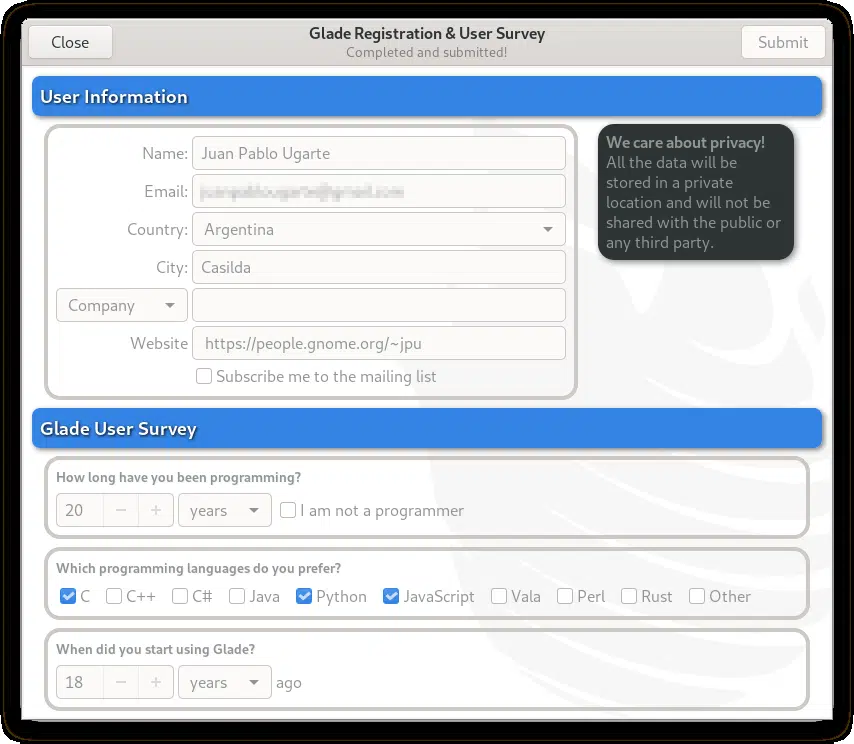 Close
Glade Registration & User Survey
Completed and submitted!
Submit
User Information
Name: Juan Pablo Ugarte
Email:
Country: Argentina
City: Casilda
Company
Website https://people.gnome.org/~jpu
Subscribe me to the mailing list
We care about privacy!
All the data will be
stored in a private
location and will not be
shared with the public or
any third party.
Glade User Survey
How long have you been programming?
20 − + years I am not a programmer
Which programming languages do you prefer?
C C++ C# Java Python JavaScript Vala Perl Rust Other
When did you start using Glade?
18 − + years ago